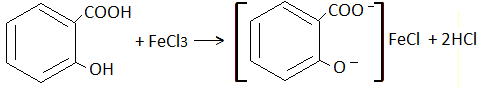 COOH
OH
+ FeCl3 ⟶ [
COO⁻
O⁻
] FeCl + 2HCl